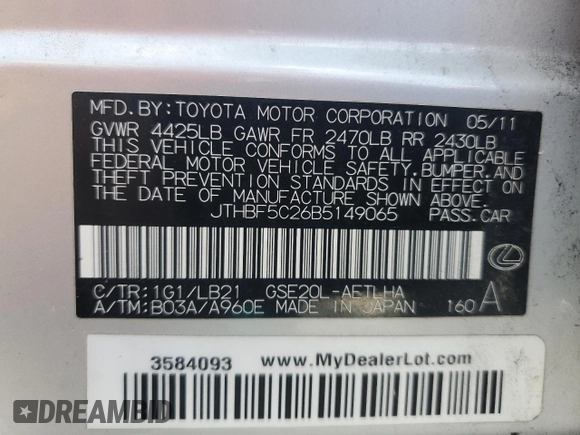 MFD.BY:TOYOTA MOTOR CORPORATION 05/11
GVWR 4425LB GAWR FR 2470LB RR 2430LB
THIS VEHICLE CONFORMS TO ALL APPLICABLE
FEDERAL MOTOR VEHICLE SAFETY,BUMPER,AND
THEFT PREVENTION STANDARDS IN EFFECT ON
THE DATE OF MANUFACTURE SHOWN ABOVE.
JTHBF5C26B5149065 PASS.CAR
C/TR:1G1/LB21 GSE20L-AETLHA
A/TM:B03A/A960E MADE IN JAPAN 160 A
3584093 www.MyDealerLot.com
DREAMBID